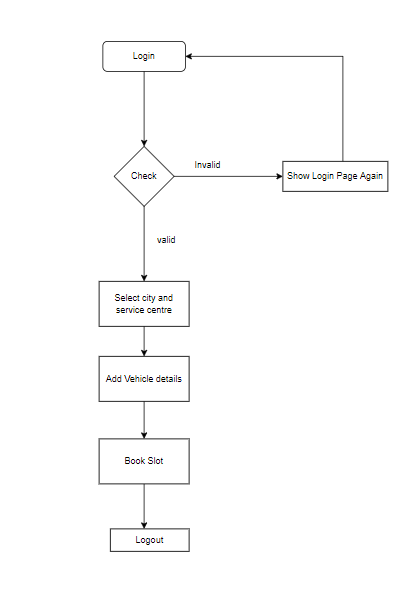 Login
Invalid
Check
Show Login Page Again
valid
Select city and
service centre
Add Vehicle details
Book Slot
Logout